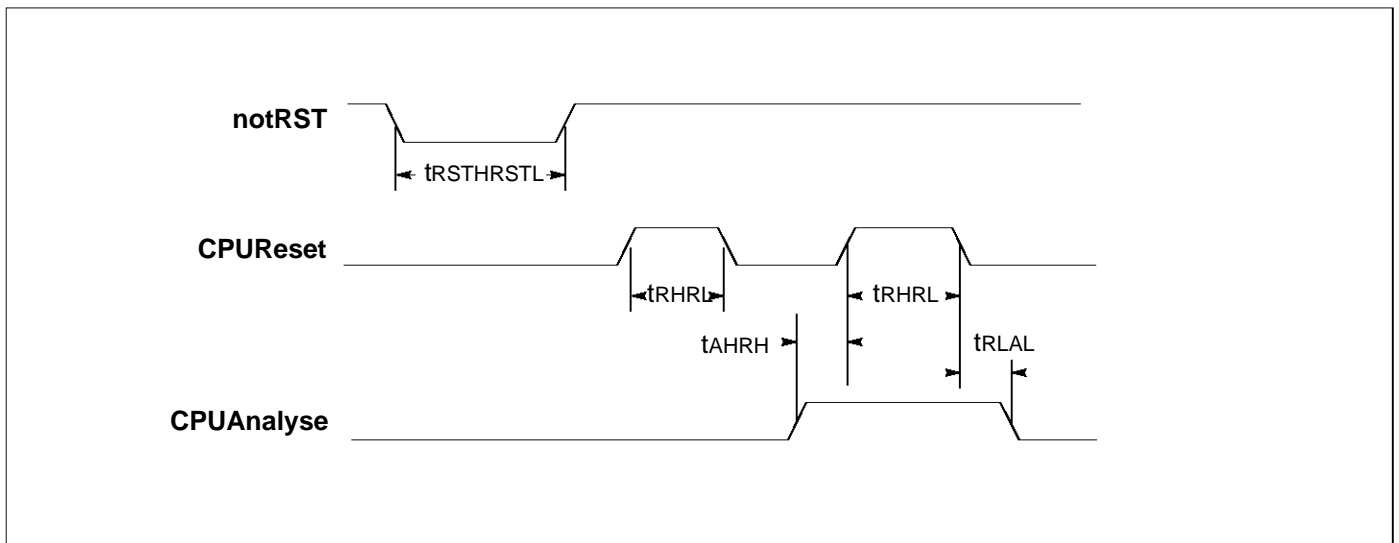 notRST
tRSTHRSTL
CPUReset
tRHRL
tRHRL
tAHRH
tRLAL
CPUAnalyse